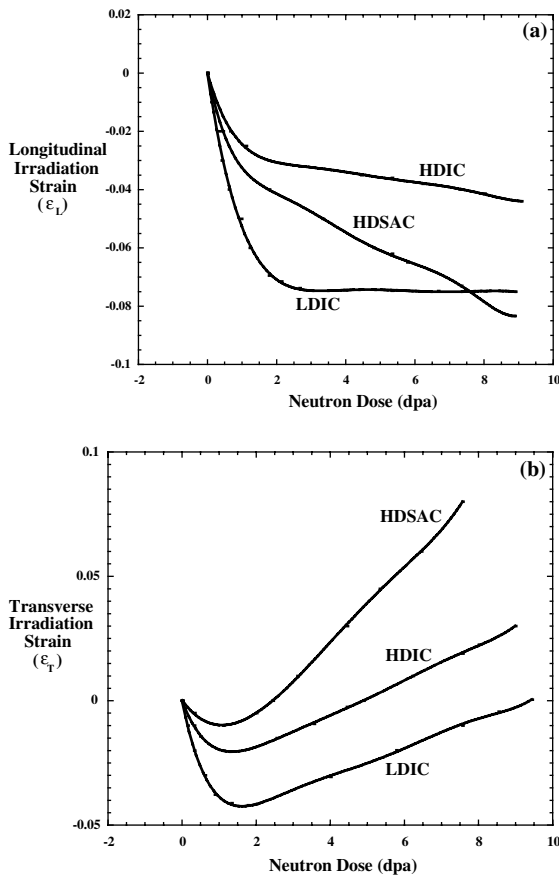 0.02
(a)
0
-0.02
Longitudinal
Irradiation
Strain
(εL)
HDIC
-0.04
HDSAC
-0.06
LDIC
-0.08
-0.1
-2 0 2 4 6 8 10
Neutron Dose (dpa)
0.1
(b)
HDSAC
0.05
Transverse
Irradiation
Strain
(εT)
HDIC
0
LDIC
-0.05
-2 0 2 4 6 8 10
Neutron Dose (dpa)